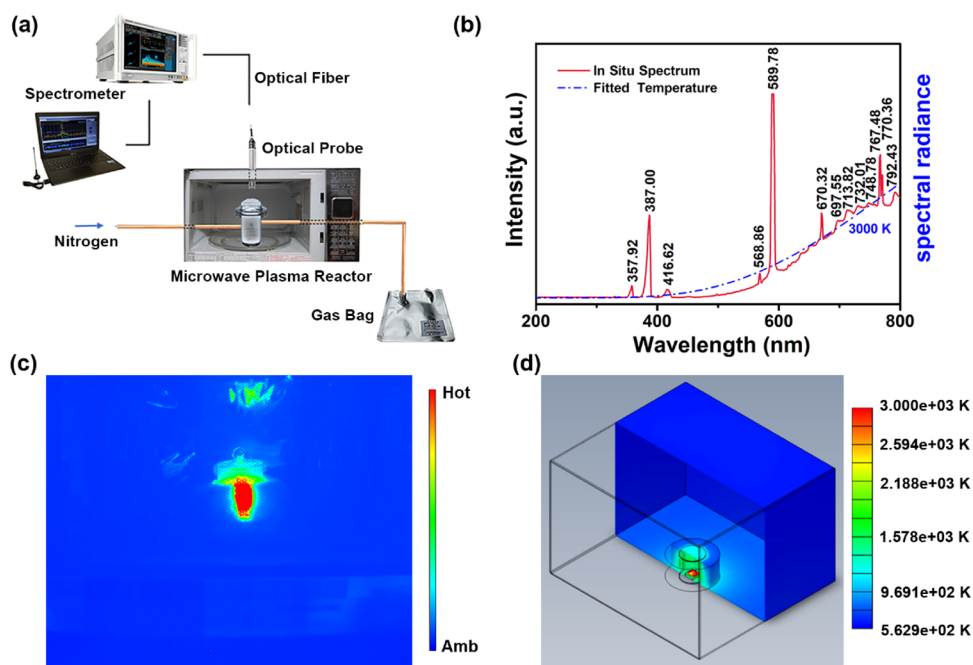 (a)
Optical Fiber
Spectrometer
Optical Probe
Nitrogen
Microwave Plasma Reactor
Gas Bag
(b)
In Situ Spectrum
Fitted Temperature
357.92
387.00
416.62
568.86
589.78
670.32
697.55
713.82
732.01
748.78
767.48
770.36
792.43
3000 K
Intensity (a.u.)
spectral radiance
200
400
600
800
Wavelength (nm)
(c)
Hot
Amb
(d)
3.000e+03 K
2.594e+03 K
2.188e+03 K
1.578e+03 K
9.691e+02 K
5.629e+02 K